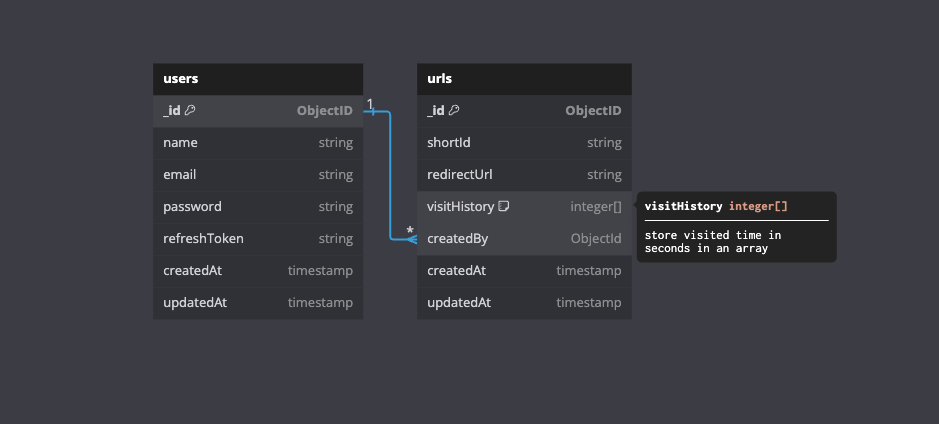 users
_id ObjectID
name string
email string
password string
refreshToken string
createdAt timestamp
updatedAt timestamp
1
*
urls
_id ObjectID
shortId string
redirectUrl string
visitHistory integer[]
createdBy ObjectId
createdAt timestamp
updatedAt timestamp
visitHistory integer[]
store visited time in
seconds in an array